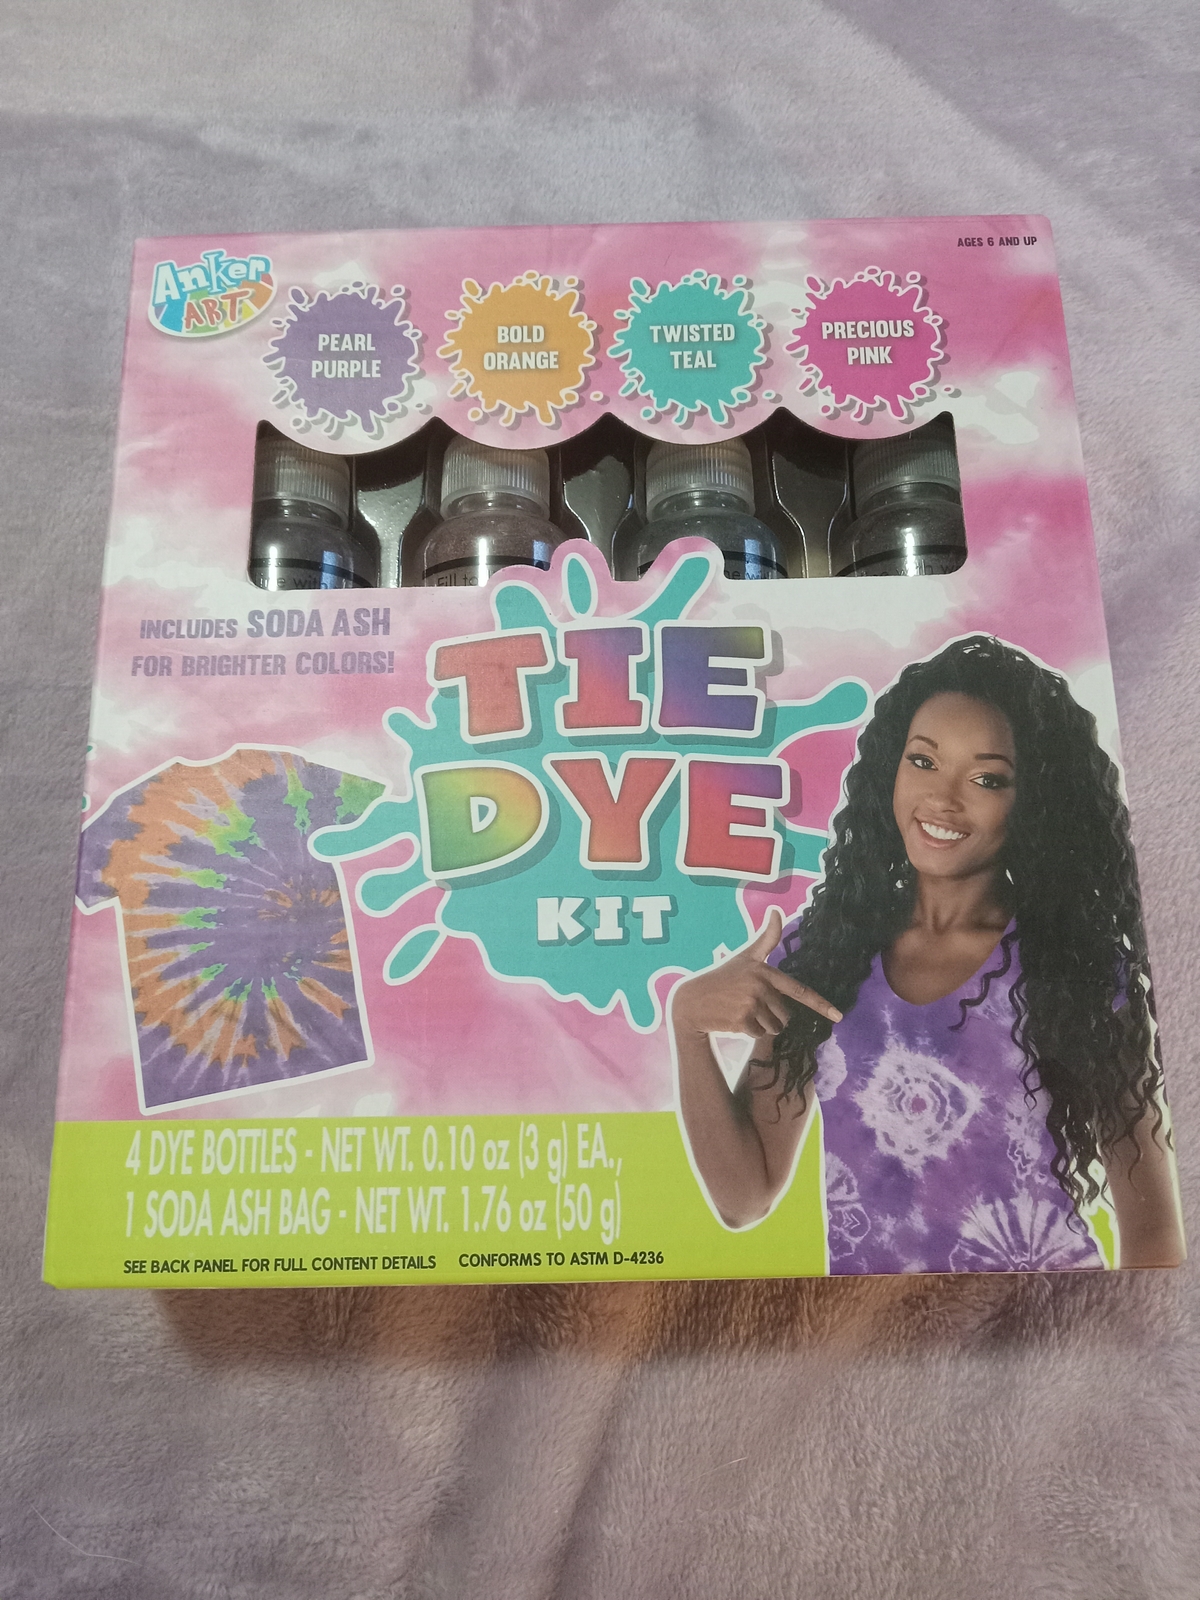 Anker
ART
AGES 6 AND UP
PEARL
PURPLE
BOLD
ORANGE
TWISTED
TEAL
PRECIOUS
PINK
Fill to
INCLUDES SODA ASH
FOR BRIGHTER COLORS!
TIE
DYE
KIT
4 DYE BOTTLES - NET WT. 0.10 oz (3 g) EA.,
1 SODA ASH BAG - NET WT. 1.76 oz (50 g)
SEE BACK PANEL FOR FULL CONTENT DETAILS CONFORMS TO ASTM D-4236